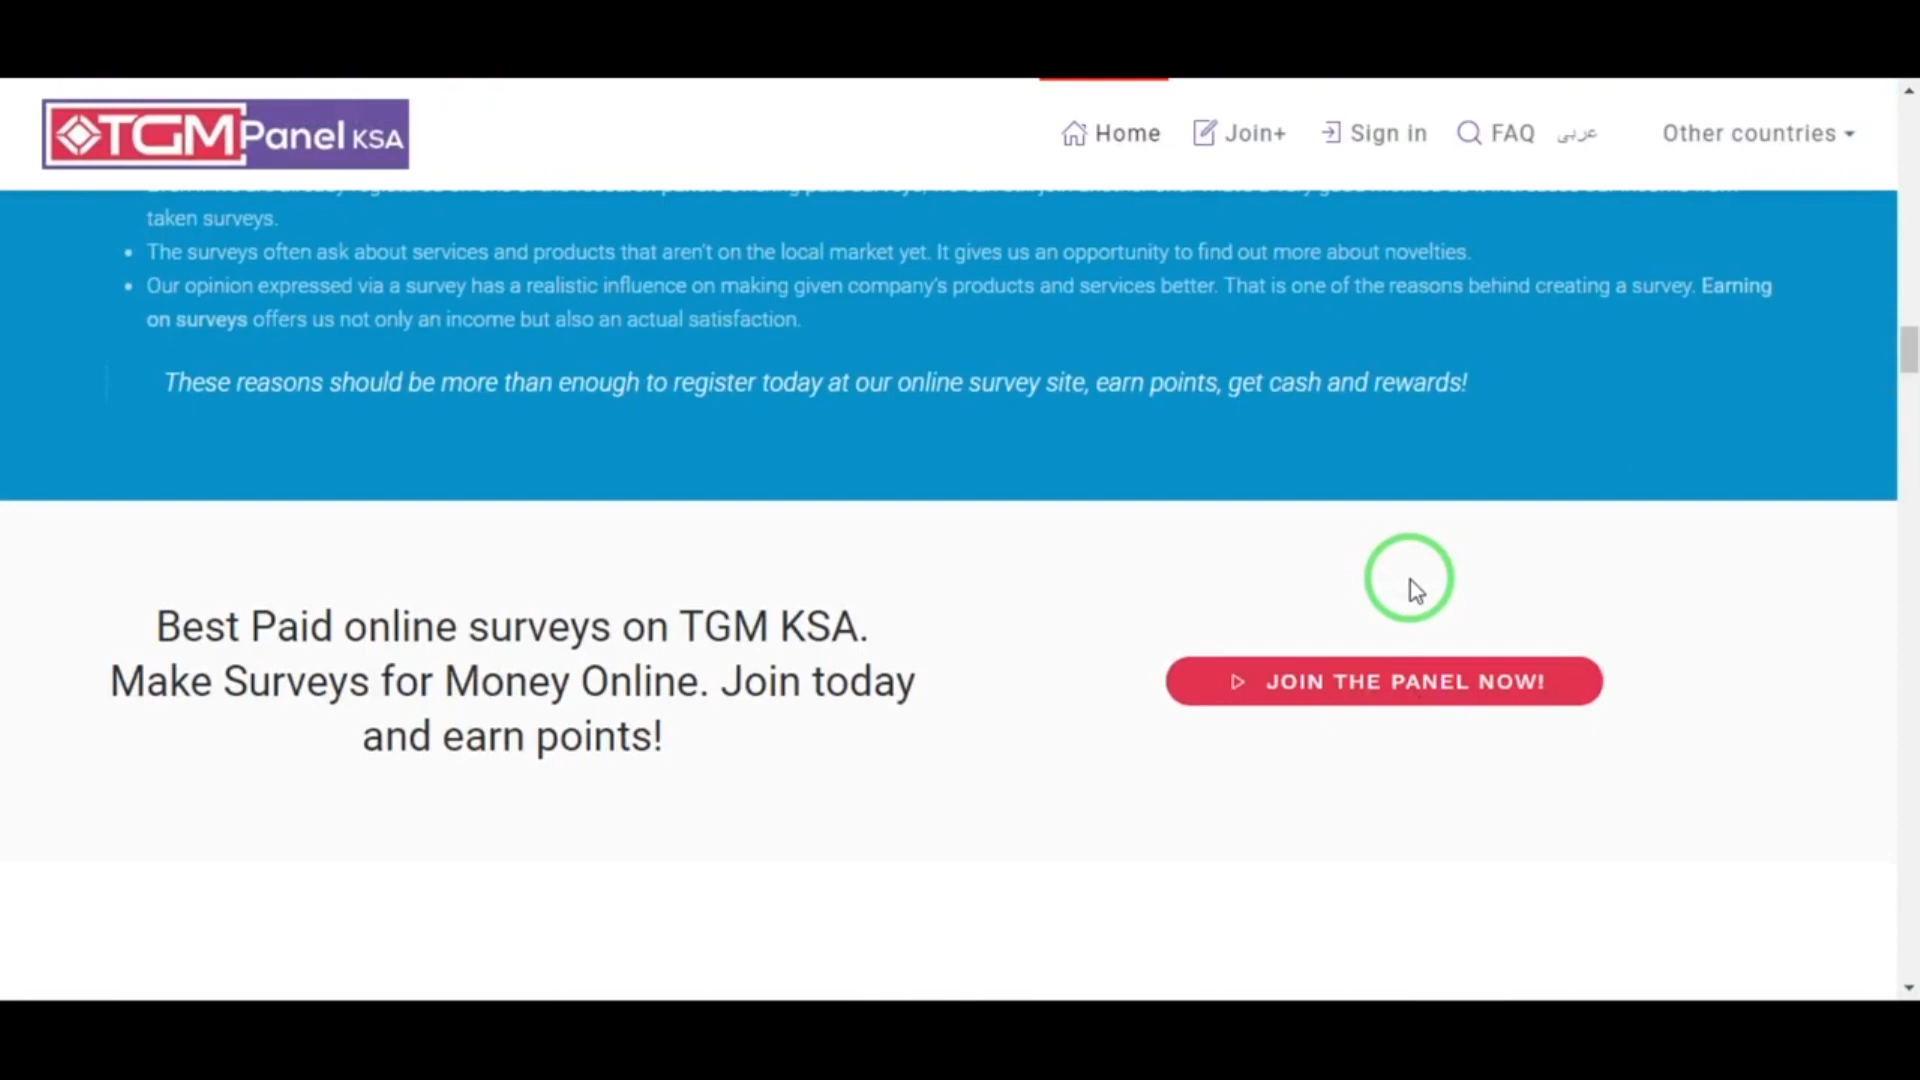 TGM Panel KSA
Home Join+ Sign in FAQ عربى Other countries
taken surveys.
The surveys often ask about services and products that aren't on the local market yet. It gives us an opportunity to find out more about novelties.
Our opinion expressed via a survey has a realistic influence on making given company's products and services better. That is one of the reasons behind creating a survey. Earning
on surveys offers us not only an income but also an actual satisfaction.
These reasons should be more than enough to register today at our online survey site, earn points, get cash and rewards!
Best Paid online surveys on TGM KSA.
Make Surveys for Money Online. Join today
and earn points!
JOIN THE PANEL NOW!